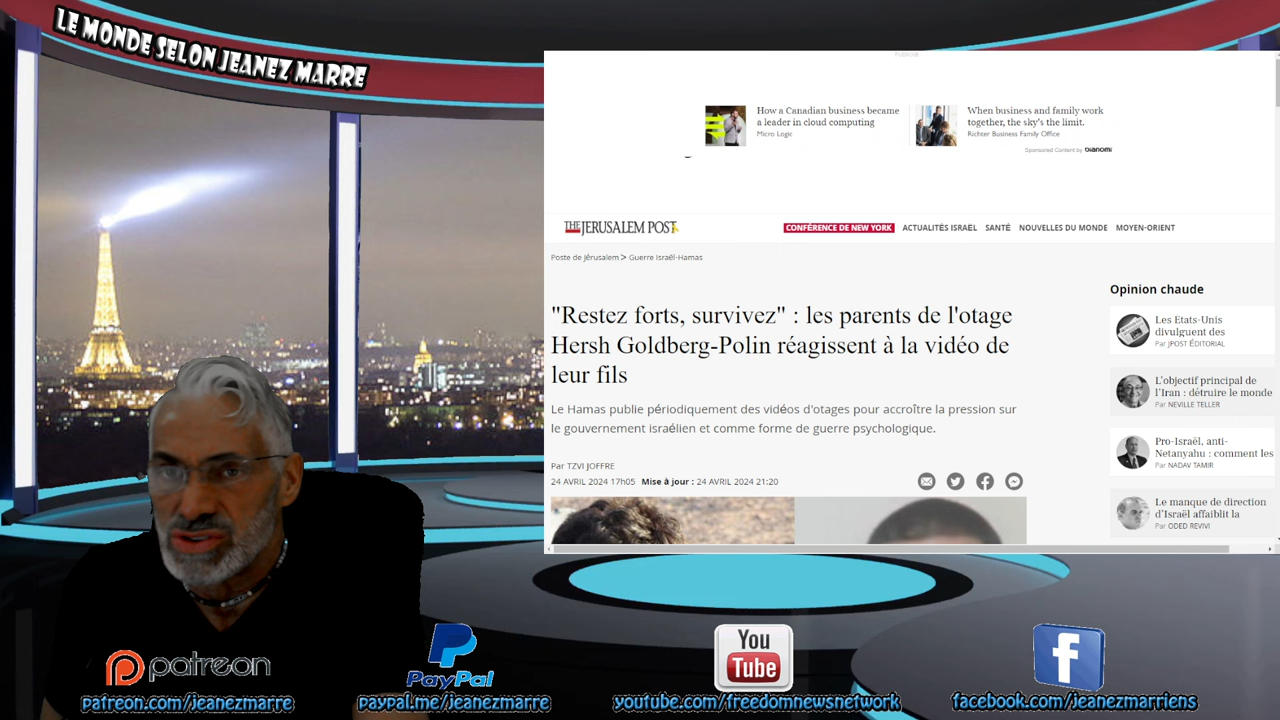 LE MONDE SELON JEANEZ MARRE
Publicité
How a Canadian business became
a leader in cloud computing
Micro Logic
When business and family work
together, the sky's the limit.
Richter Business Family Office
Sponsored Content by
THE JERUSALEM POST
CONFÉRENCE DE NEW YORK
ACTUALITÉS ISRAËL
SANTÉ
NOUVELLES DU MONDE
MOYEN-ORIENT
Poste de Jérusalem > Guerre Israël-Hamas
"Restez forts, survivez" : les parents de l'otage
Hersh Goldberg-Polin réagissent à la vidéo de
leur fils
Le Hamas publie périodiquement des vidéos d'otages pour accroître la pression sur
le gouvernement israélien et comme forme de guerre psychologique.
Par TZVI JOFFRE
24 AVRIL 2024 17h05 Mise à jour : 24 AVRIL 2024 21:20
Opinion chaude
Les États-Unis
divulguent des
Par JPOST ÉDITORIAL
L'objectif principal de
l'Iran : détruire le monde
Par NEVILLE TELLER
Pro-Israël, anti-
Netanyahu : comment les
Par NADAV TAMIR
Le manque de direction
d'Israël affaiblit la
Par ODED REVIVI
patreon
patreon.com/jeanezmarre
PayPal
paypal.me/jeanezmarre
You
Tube
youtube.com/freedomnewsnetwork
f
facebook.com/jeanezmarriens